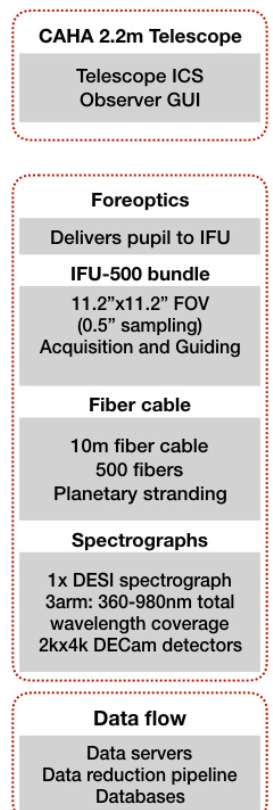 CAHA 2.2m Telescope
Telescope ICS
Observer GUI
Foreoptics
Delivers pupil to IFU
IFU-500 bundle
11.2”x11.2” FOV
(0.5” sampling)
Acquisition and Guiding
Fiber cable
10m fiber cable
500 fibers
Planetary stranding
Spectrographs
1x DESI spectrograph
3arm: 360-980nm total
wavelength coverage
2kx4k DECam detectors
Data flow
Data servers
Data reduction pipeline
Databases